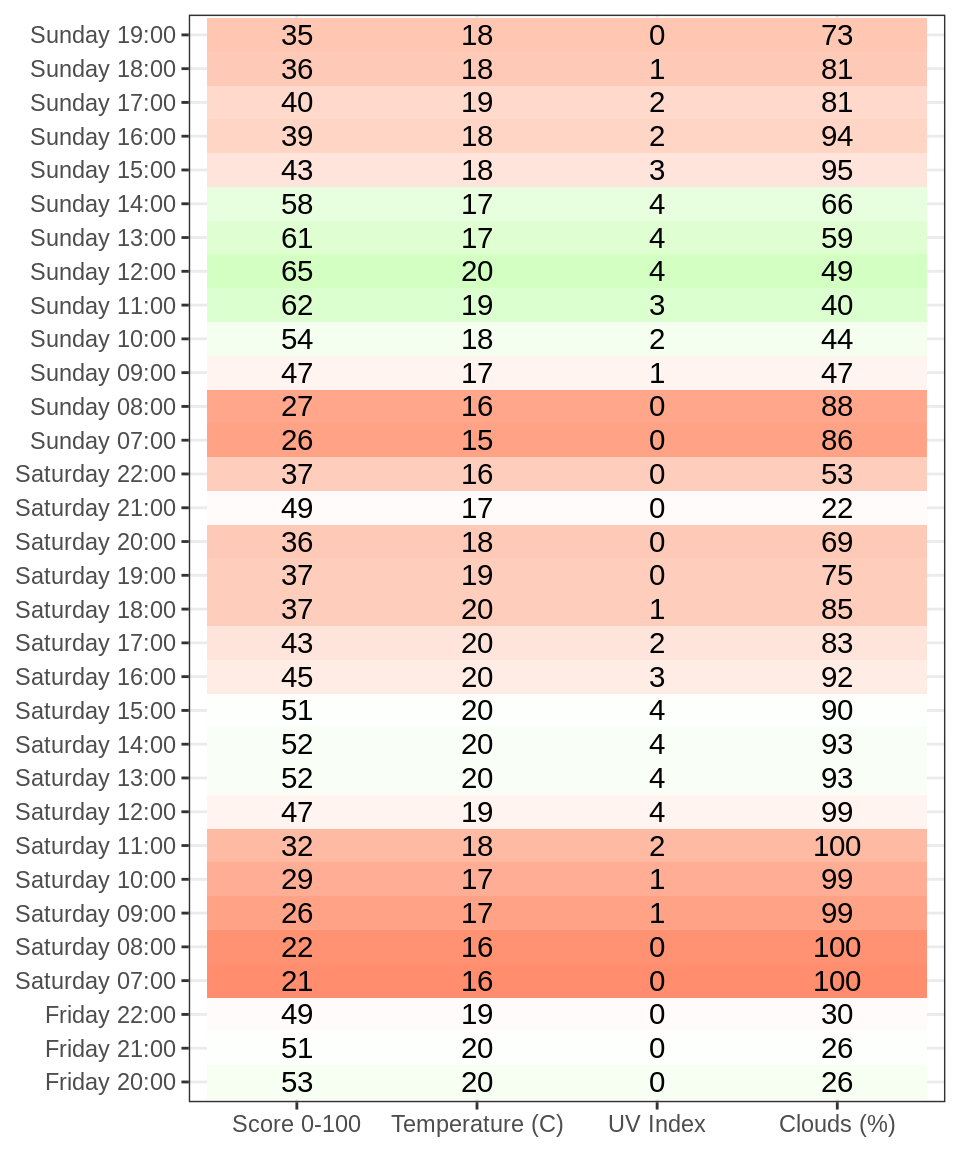 Sunday 19:00 35 18 0 73
Sunday 18:00 36 18 1 81
Sunday 17:00 40 19 2 81
Sunday 16:00 39 18 2 94
Sunday 15:00 43 18 3 95
Sunday 14:00 58 17 4 66
Sunday 13:00 61 17 4 59
Sunday 12:00 65 20 4 49
Sunday 11:00 62 19 3 40
Sunday 10:00 54 18 2 44
Sunday 09:00 47 17 1 47
Sunday 08:00 27 16 0 88
Sunday 07:00 26 15 0 86
Saturday 22:00 37 16 0 53
Saturday 21:00 49 17 0 22
Saturday 20:00 36 18 0 69
Saturday 19:00 37 19 0 75
Saturday 18:00 37 20 1 85
Saturday 17:00 43 20 2 83
Saturday 16:00 45 20 3 92
Saturday 15:00 51 20 4 90
Saturday 14:00 52 20 4 93
Saturday 13:00 52 20 4 93
Saturday 12:00 47 19 4 99
Saturday 11:00 32 18 2 100
Saturday 10:00 29 17 1 99
Saturday 09:00 26 17 1 99
Saturday 08:00 22 16 0 100
Saturday 07:00 21 16 0 100
Friday 22:00 49 19 0 30
Friday 21:00 51 20 0 26
Friday 20:00 53 20 0 26
Score 0-100 Temperature (C) UV Index Clouds (%)